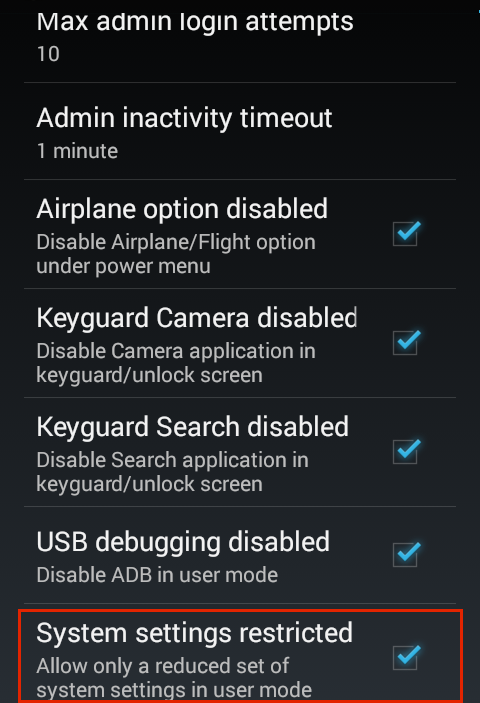 Max admin login attempts
10
Admin inactivity timeout
1 minute
Airplane option disabled
Disable Airplane/Flight option
under power menu
Keyguard Camera disabled
Disable Camera application in
keyguard/unlock screen
Keyguard Search disabled
Disable Search application in
keyguard/unlock screen
USB debugging disabled
Disable ADB in user mode
System settings restricted
Allow only a reduced set of
system settings in user mode